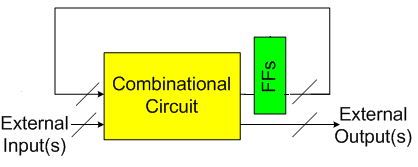 Combinational
Circuit
FFs
External
Input(s)
External
Output(s)